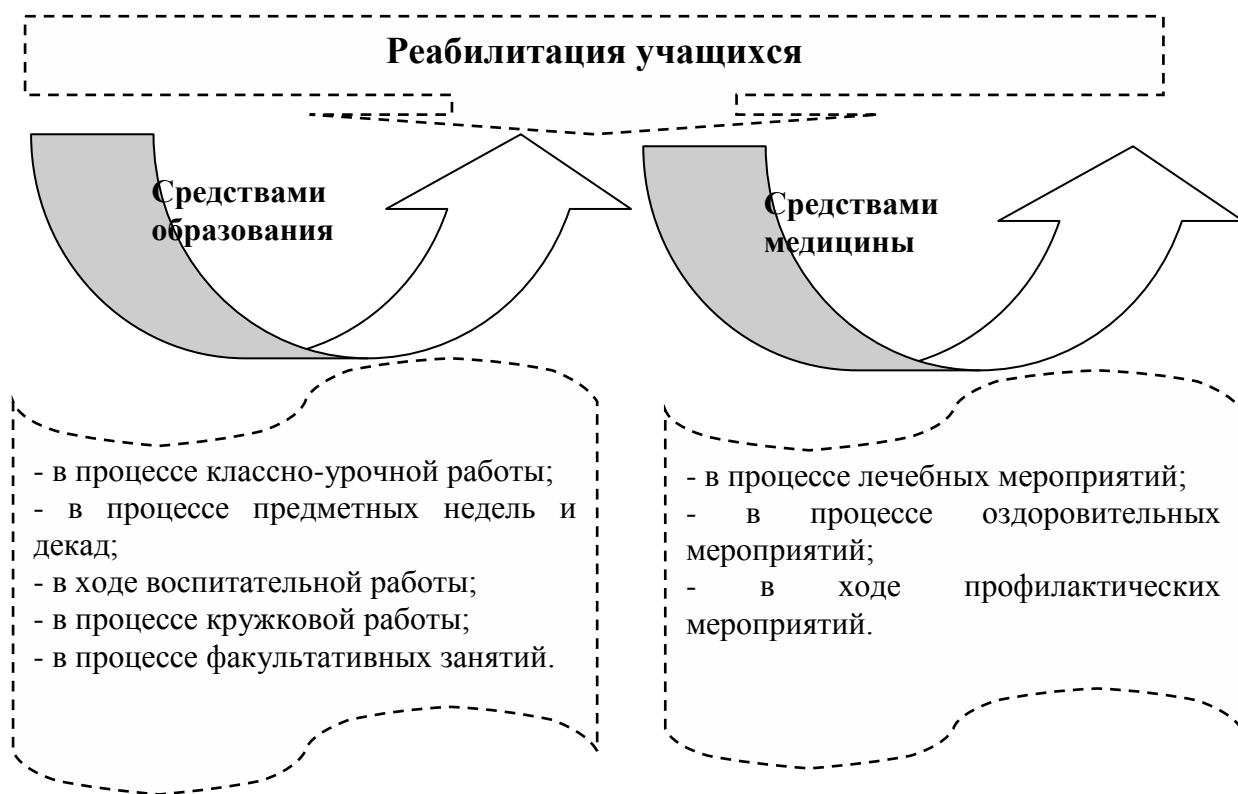 Реабилитация учащихся
Средствами
образования
Средствами
медицины
- в процессе классно-урочной работы;
- в процессе предметных недель и
декад;
- в ходе воспитательной работы;
- в процессе кружковой работы;
- в процессе факультативных занятий.
- в процессе лечебных мероприятий;
- в процессе оздоровительных
мероприятий;
- в ходе профилактических
мероприятий.